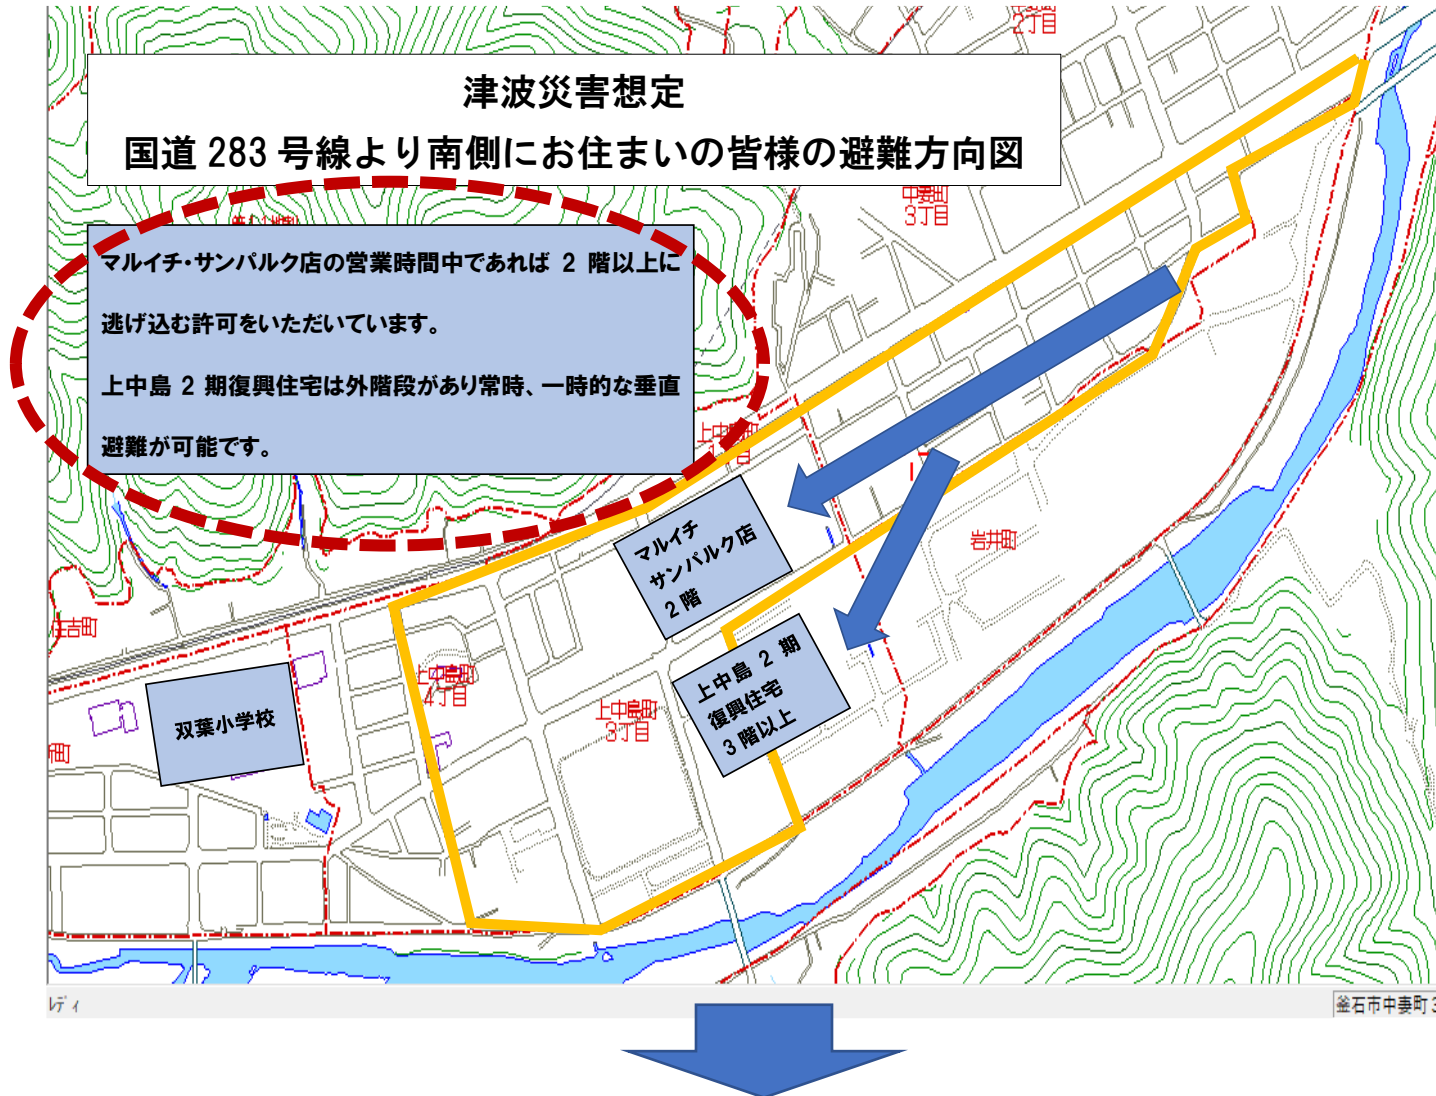 2丁目
津波災害想定
国道 283 号線より南側にお住まいの皆様の避難方向図
中妻町
3丁目
マルイチ・サンパルク店の営業時間中であれば 2 階以上に
逃げ込む許可をいただいています。
上中島 2 期復興住宅は外階段があり常時、一時的な垂直
避難が可能です。
マルイチ
サンパルク店
2 階
岩井町
上中島 2 期
復興住宅
3 階以上
住吉町
上中島町
4丁目
上中島町
3丁目
双葉小学校
町
レディ
釜石市中妻町3